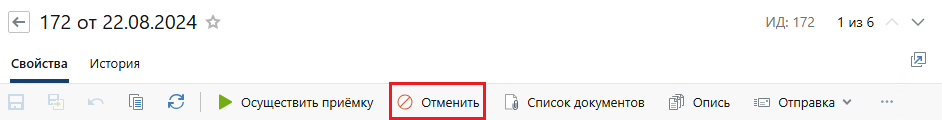 172 от 22.08.2024 ИД: 172 1 из 6
Свойства История
Осуществить приёмку Отменить Список документов Опись Отправка